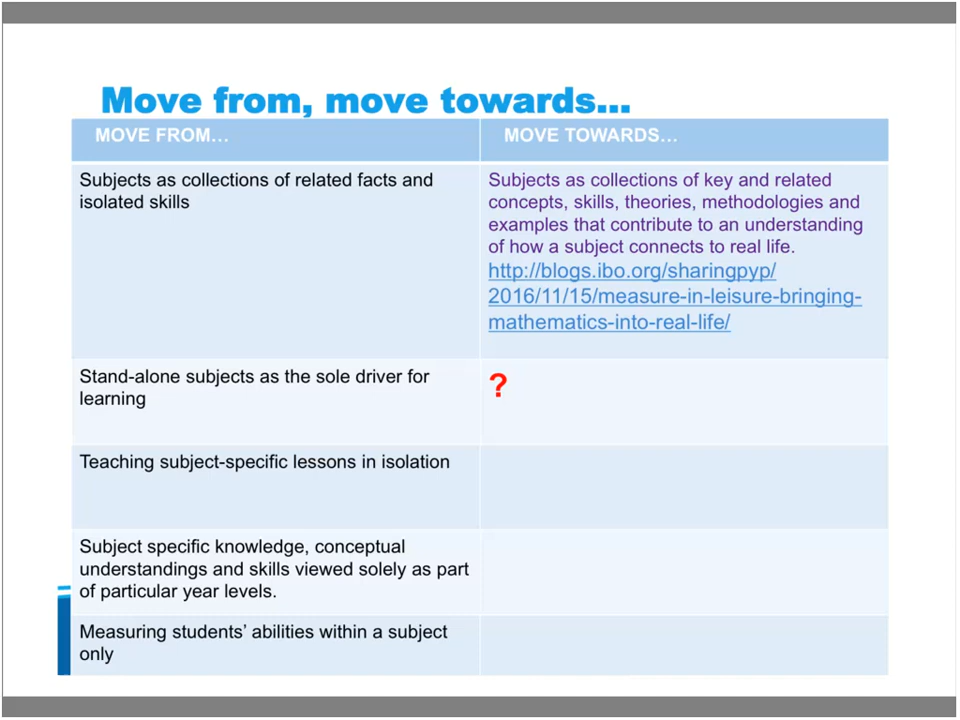 Move from, move towards...
MOVE FROM...
MOVE TOWARDS...
Subjects as collections of related facts and
isolated skills
Subjects as collections of key and related
concepts, skills, theories, methodologies and
examples that contribute to an understanding
of how a subject connects to real life.
http://blogs.ibo.org/sharingpyp/
2016/11/15/measure-in-leisure-bringing-
mathematics-into-real-life/
Stand-alone subjects as the sole driver for
learning
?
Teaching subject-specific lessons in isolation
Subject specific knowledge, conceptual
understandings and skills viewed solely as part
of particular year levels.
Measuring students’ abilities within a subject
only